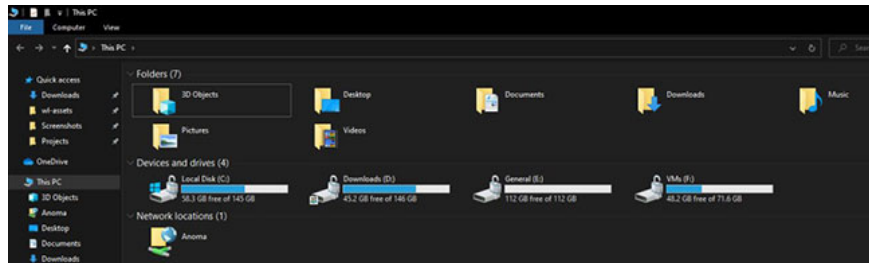 This PC
File Computer View
This PC
Quick access
Downloads
wl-assets
Screenshots
Projects
OneDrive
This PC
3D Objects
Anoma
Desktop
Documents
Downloads
Folders (7)
3D Objects
Desktop
Documents
Downloads
Music
Pictures
Videos
Devices and drives (4)
Local Disk (C:)
58.3 GB free of 145 GB
Downloads (D:)
45.2 GB free of 146 GB
General (E:)
112 GB free of 112 GB
VMs (F:)
48.2 GB free of 71.6 GB
Network locations (1)
Anoma